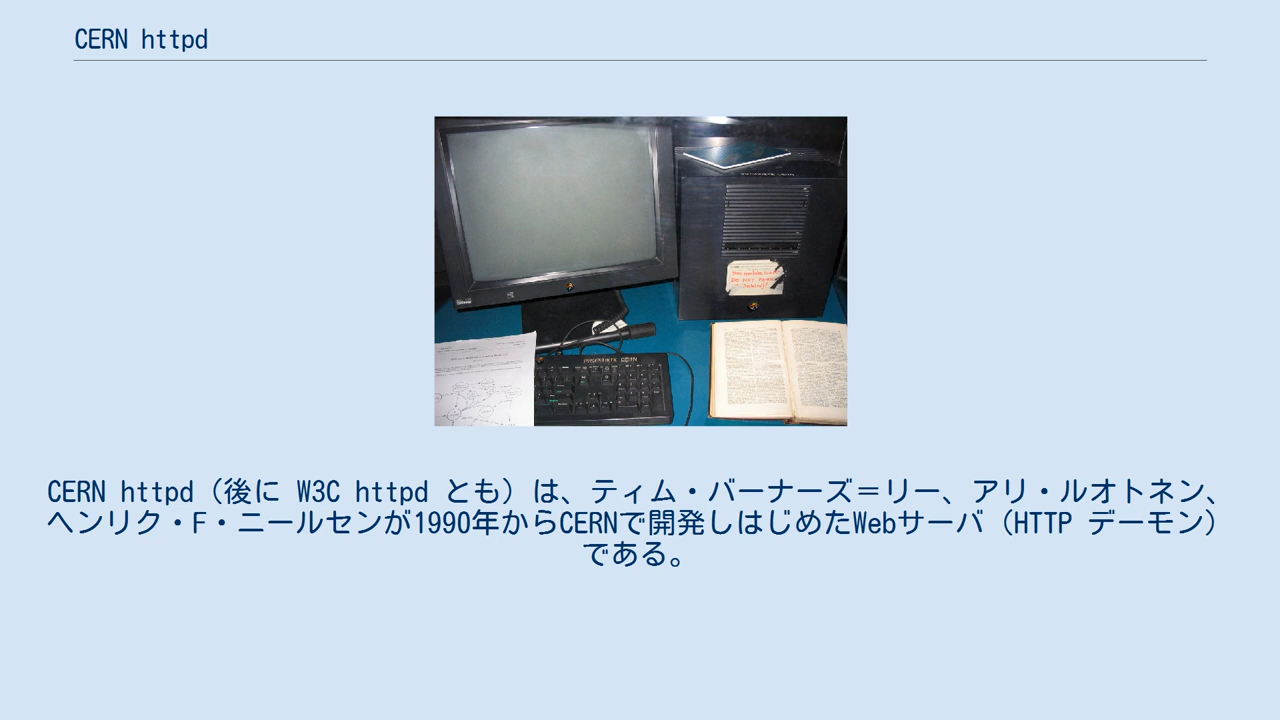 CERN httpd
DO NOT POWER
CERN httpd（後に W3C httpd とも）は、ティム・バーナーズ＝リー、アリ・ルオトネン、
ヘンリク・F・ニールセンが1990年からCERNで開発しはじめたWebサーバ（HTTP デーモン）
である。